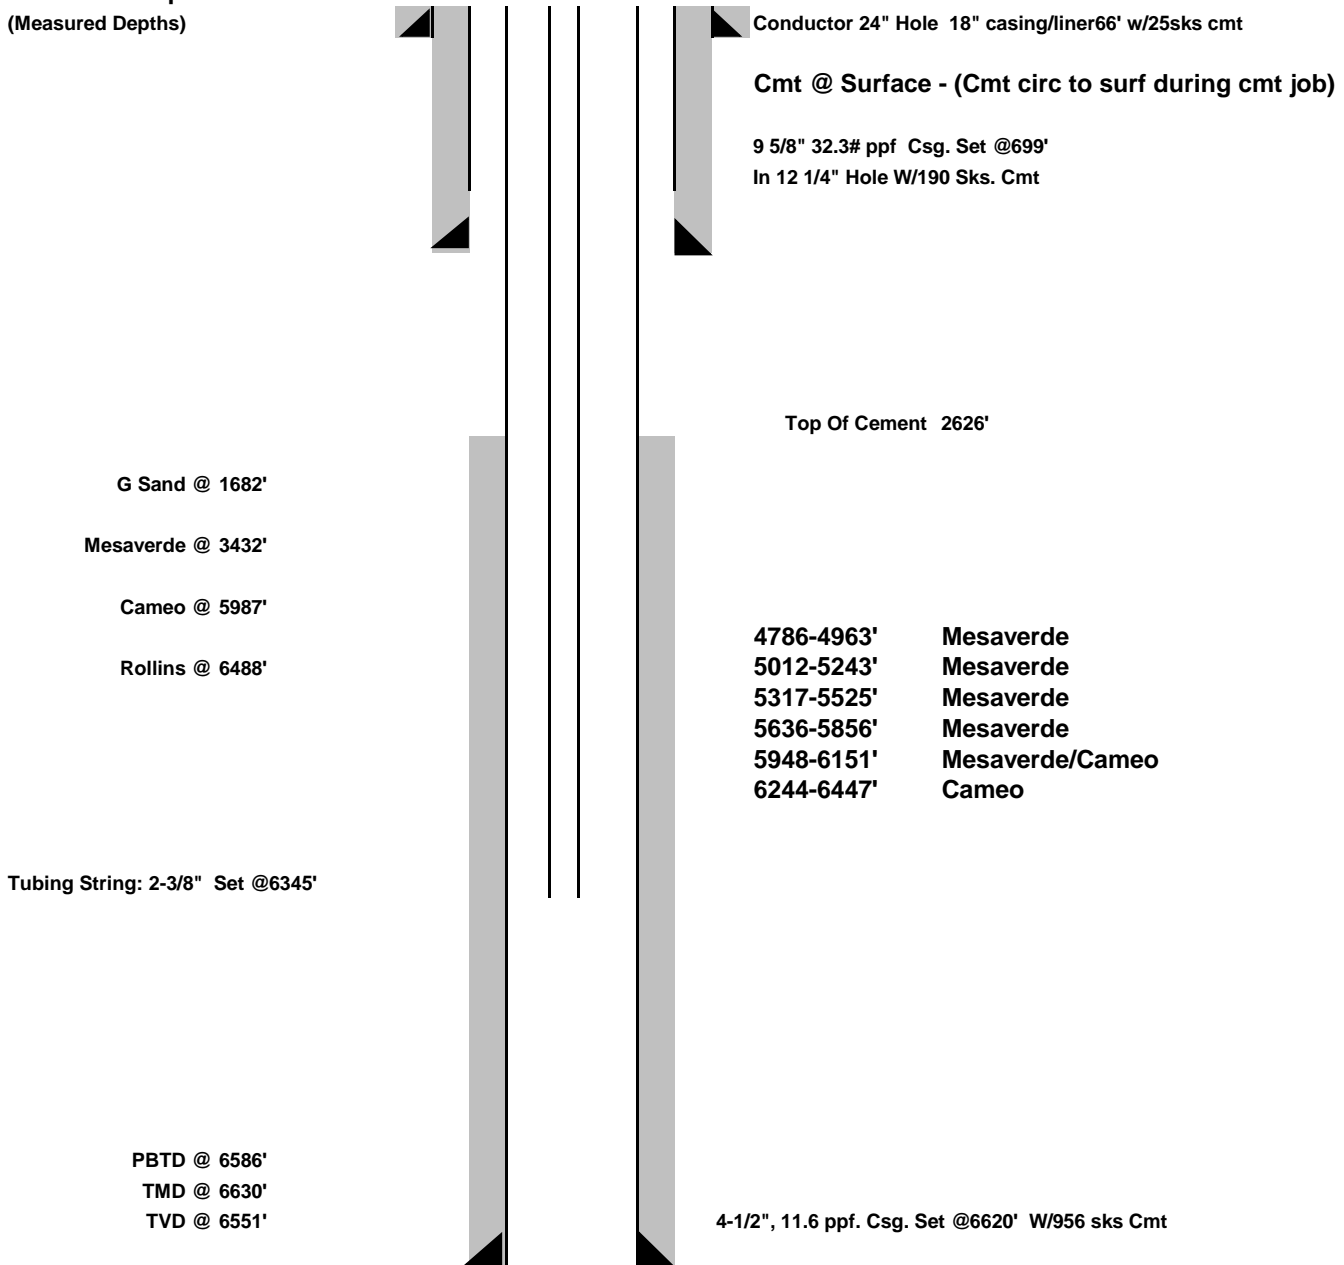 (Measured Depths)
Conductor 24" Hole 18" casing/liner66' w/25sks cmt
Cmt @ Surface - (Cmt circ to surf during cmt job)
9 5/8" 32.3# ppf Csg. Set @699'
In 12 1/4" Hole W/190 Sks. Cmt
Top Of Cement 2626'
G Sand @ 1682'
Mesaverde @ 3432'
Cameo @ 5987'
Rollins @ 6488'
4786-4963' Mesaverde
5012-5243' Mesaverde
5317-5525' Mesaverde
5636-5856' Mesaverde
5948-6151' Mesaverde/Cameo
6244-6447' Cameo
Tubing String: 2-3/8" Set @6345'
PBTD @ 6586'
TMD @ 6630'
TVD @ 6551'
4-1/2", 11.6 ppf. Csg. Set @6620' W/956 sks Cmt